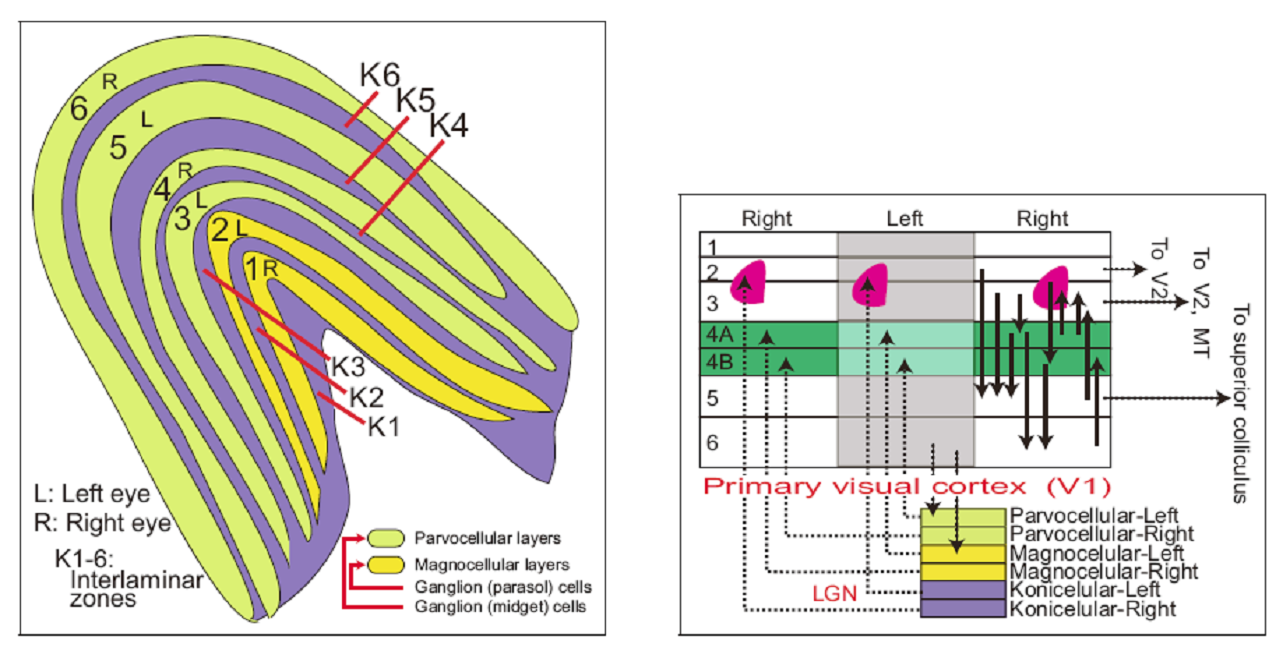 K6
K5
K4
6 R
5 L
4 R
3 L
2 L
1 R
K3
K2
K1
L: Left eye
R: Right eye
K1-6:
Interlaminar
zones
Parvocellular layers
Magnocellular layers
Ganglion (parasol) cells
Ganglion (midget) cells
Right Left Right
1
2
3
4A
4B
5
6
To V2
To V2, MT
To superior colliculus
Primary visual cortex (V1)
LGN
Parvocellular-Left
Parvocellular-Right
Magnocellular-Left
Magnocelular-Right
Konicelular-Left
Konicelular-Right